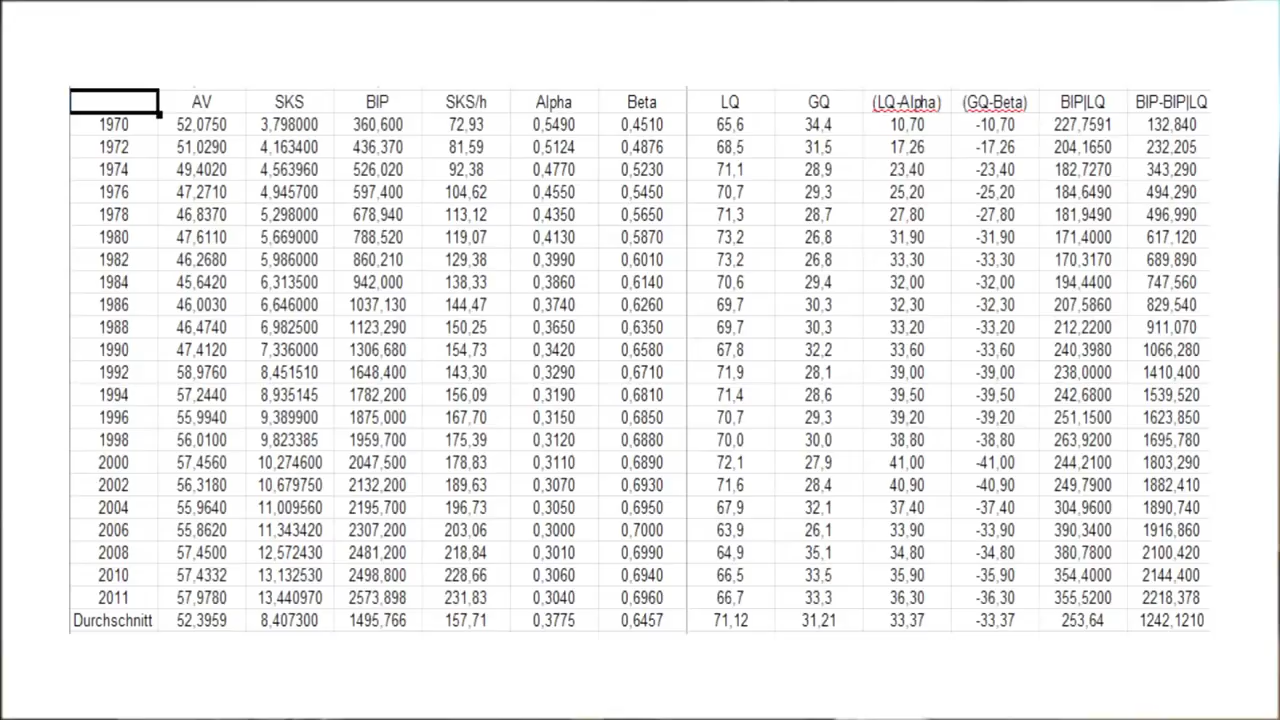 AV SKS BIP SKS/h Alpha Beta LQ GQ (LQ-Alpha) (GQ-Beta) BIP|LQ BIP-BIP|LQ
1970 52,0750 3,798000 360,600 72,93 0,5490 0,4510 65,6 34,4 10,70 -10,70 227,7591 132,840
1972 51,0290 4,163400 436,370 81,59 0,5124 0,4876 68,5 31,5 17,26 -17,26 204,1650 232,205
1974 49,4020 4,563960 526,020 92,38 0,4770 0,5230 71,1 28,9 23,40 -23,40 182,7270 343,290
1976 47,2710 4,945700 597,400 104,62 0,4550 0,5450 70,7 29,3 25,20 -25,20 184,6490 494,290
1978 46,8370 5,298000 678,940 113,12 0,4350 0,5650 71,3 28,7 27,80 -27,80 181,9490 496,990
1980 47,6110 5,669000 788,520 119,07 0,4130 0,5870 73,2 26,8 31,90 -31,90 171,4000 617,120
1982 46,2680 5,986000 860,210 129,38 0,3990 0,6010 73,2 26,8 33,30 -33,30 170,3170 689,890
1984 45,6420 6,313500 942,000 138,33 0,3860 0,6140 70,6 29,4 32,00 -32,00 194,4400 747,560
1986 46,0030 6,646000 1037,130 144,47 0,3740 0,6260 69,7 30,3 32,30 -32,30 207,5860 829,540
1988 46,4740 6,982500 1123,290 150,25 0,3650 0,6350 69,7 30,3 33,20 -33,20 212,2200 911,070
1990 47,4120 7,336000 1306,680 154,73 0,3420 0,6580 67,8 32,2 33,60 -33,60 240,3980 1066,280
1992 58,9760 8,451510 1648,400 143,30 0,3290 0,6710 71,9 28,1 39,00 -39,00 238,0000 1410,400
1994 57,2440 8,935145 1782,200 156,09 0,3190 0,6810 71,4 28,6 39,50 -39,50 242,6800 1539,520
1996 55,9940 9,389900 1875,000 167,70 0,3150 0,6850 70,7 29,3 39,20 -39,20 251,1500 1623,850
1998 56,0100 9,823385 1959,700 175,39 0,3120 0,6880 70,0 30,0 38,80 -38,80 263,9200 1695,780
2000 57,4560 10,274600 2047,500 178,83 0,3110 0,6890 72,1 27,9 41,00 -41,00 244,2100 1803,290
2002 56,3180 10,679750 2132,200 189,63 0,3070 0,6930 71,6 28,4 40,90 -40,90 249,7900 1882,410
2004 55,9640 11,009560 2195,700 196,73 0,3050 0,6950 67,9 32,1 37,40 -37,40 304,9600 1890,740
2006 55,8620 11,343420 2307,200 203,06 0,3000 0,7000 63,9 26,1 33,90 -33,90 390,3400 1916,860
2008 57,4500 12,572430 2481,200 218,84 0,3010 0,6990 64,9 35,1 34,80 -34,80 380,7800 2100,420
2010 57,4332 13,132530 2498,800 228,66 0,3060 0,6940 66,5 33,5 35,90 -35,90 354,4000 2144,400
2011 57,9780 13,440970 2573,898 231,83 0,3040 0,6960 66,7 33,3 36,30 -36,30 355,5200 2218,378
Durchschnitt 52,3959 8,407300 1495,766 157,71 0,3775 0,6457 71,12 31,21 33,37 -33,37 253,64 1242,1210